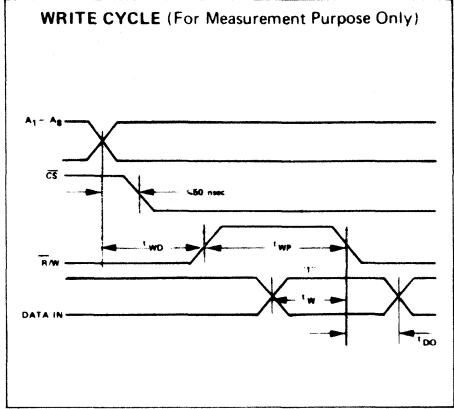 WRITE CYCLE (For Measurement Purpose Only)
A1 - A8
CS
≤50 nsec
tWD
tWP
R/W
"1"
tW
DATA IN
tDO